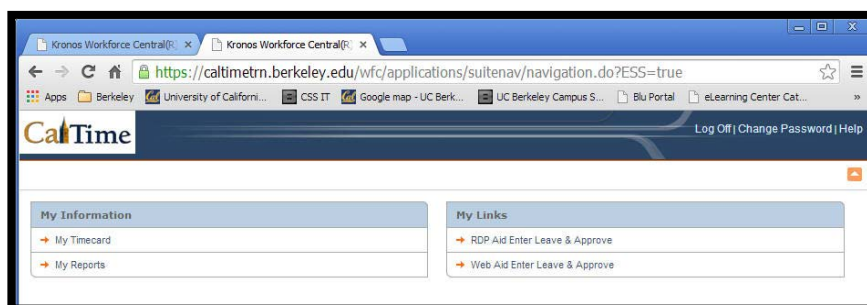 Kronos Workforce Central(R) × Kronos Workforce Central(R) ×
https://caltimetrn.berkeley.edu/wfc/applications/suitenav/navigation.do?ESS=true
Apps Berkeley University of Californi... CSS IT Google map - UC Berk... UC Berkeley Campus S... Blu Portal eLearning Center Cat... »
CalTime
Log Off | Change Password | Help
My Information
My Timecard
My Reports
My Links
RDP Aid Enter Leave & Approve
Web Aid Enter Leave & Approve